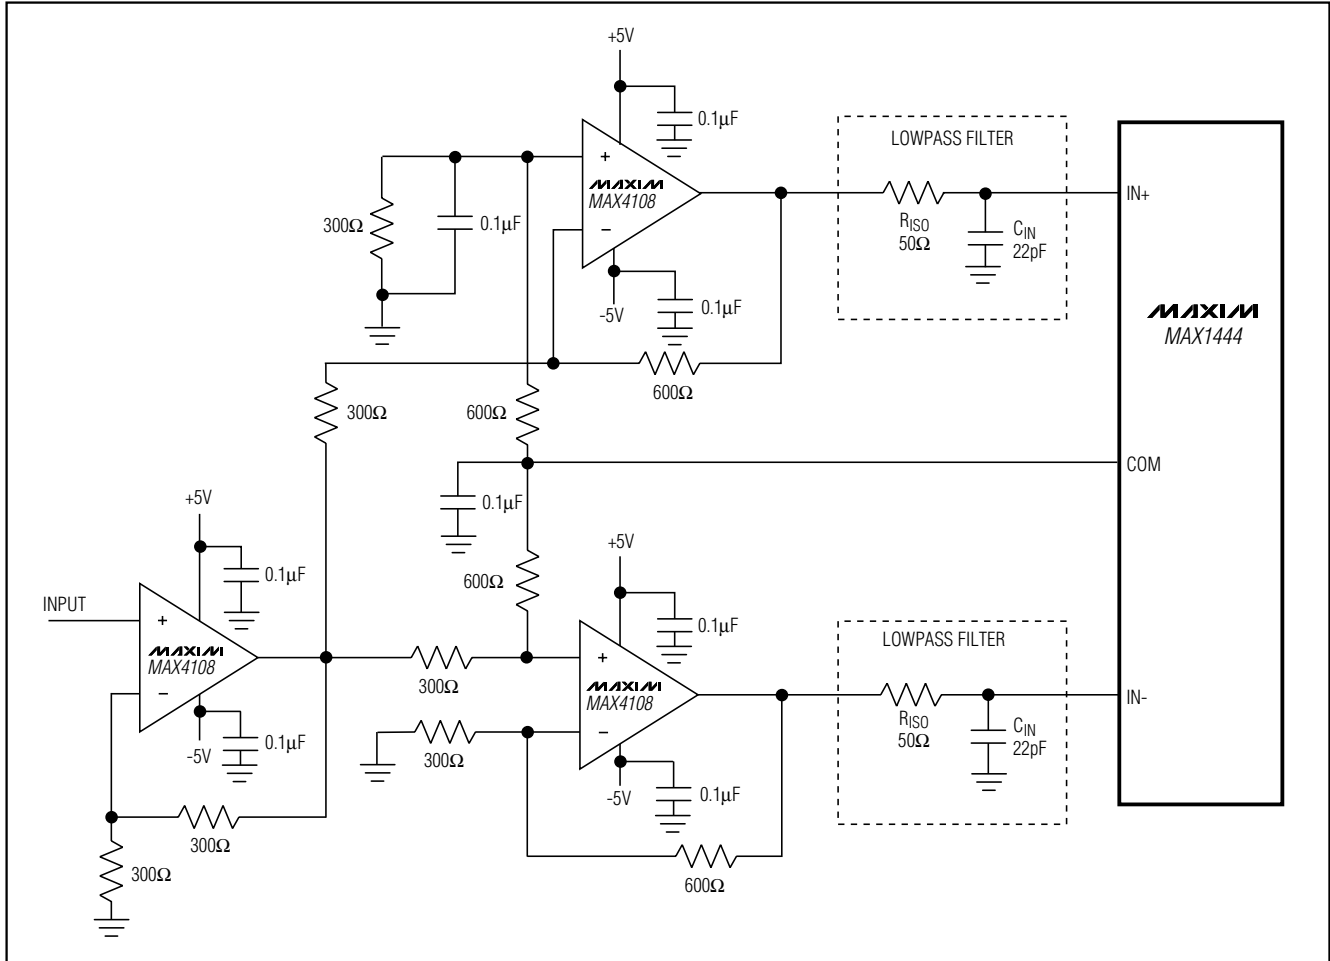 +5V
0.1µF
LOWPASS FILTER
+
MAXIM
MAX4108
−
RISO
50Ω
CIN
22pF
IN+
300Ω
0.1µF
-5V
0.1µF
MAXIM
MAX1444
600Ω
300Ω
600Ω
COM
0.1µF
+5V
0.1µF
600Ω
+5V
0.1µF
LOWPASS FILTER
INPUT
+
MAXIM
MAX4108
−
300Ω
+
MAXIM
MAX4108
−
RISO
50Ω
CIN
22pF
IN-
-5V
0.1µF
300Ω
-5V
0.1µF
300Ω
300Ω
600Ω